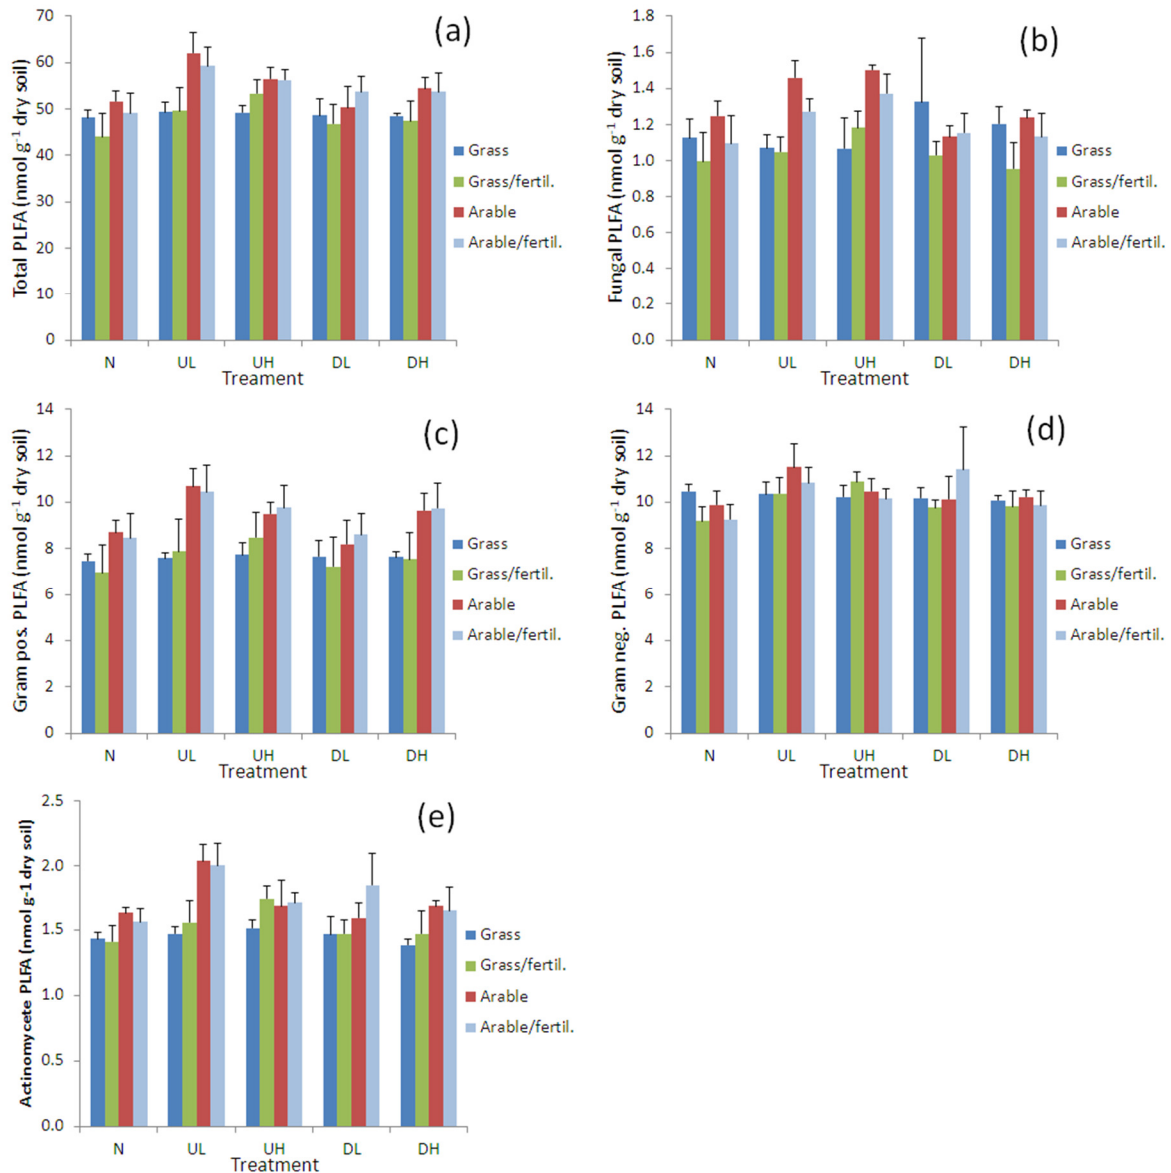 (a)
Total PLFA (nmol g⁻¹ dry soil)
70
60
50
40
30
20
10
0
N UL UH DL DH
Treament
Grass
Grass/fertil.
Arable
Arable/fertil.
(b)
Fungal PLFA (nmol g⁻¹ dry soil)
1.8
1.6
1.4
1.2
1.0
0.8
0.6
0.4
0.2
0.0
N UL UH DL DH
Treatment
Grass
Grass/fertil.
Arable
Arable/fertil.
(c)
Gram pos. PLFA (nmol g⁻¹ dry soil)
14
12
10
8
6
4
2
0
N UL UH DL DH
Treatment
Grass
Grass/fertil.
Arable
Arable/fertil.
(d)
Gram neg. PLFA (nmol g⁻¹ dry soil)
14
12
10
8
6
4
2
0
N UL UH DL DH
Treatment
Grass
Grass/fertil.
Arable
Arable/fertil.
(e)
Actinomycete PLFA (nmol g-1 dry soil)
2.5
2.0
1.5
1.0
0.5
0.0
N UL UH DL DH
Treatment
Grass
Grass/fertil.
Arable
Arable/fertil.